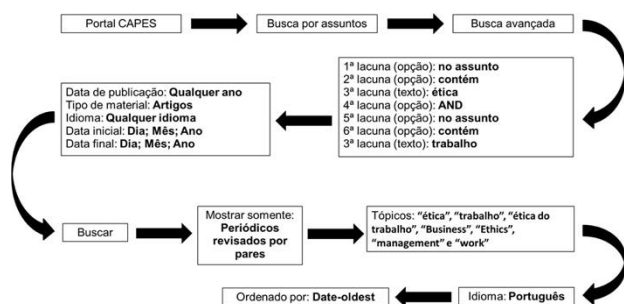 Portal CAPES
Busca por assuntos
Busca avançada
1ª lacuna (opção): no assunto
2ª lacuna (opção): contém
3ª lacuna (texto): ética
4ª lacuna (opção): AND
5ª lacuna (opção): no assunto
6ª lacuna (opção): contém
3ª lacuna (texto): trabalho
Data de publicação: Qualquer ano
Tipo de material: Artigos
Idioma: Qualquer idioma
Data inicial: Dia; Mês; Ano
Data final: Dia; Mês; Ano
Buscar
Mostrar somente:
Periódicos
revisados por
pares
Tópicos: “ética”, “trabalho”, “ética do
trabalho”, “Business”, “Ethics”,
“management” e “work”
Idioma: Português
Ordenado por: Date-oldest